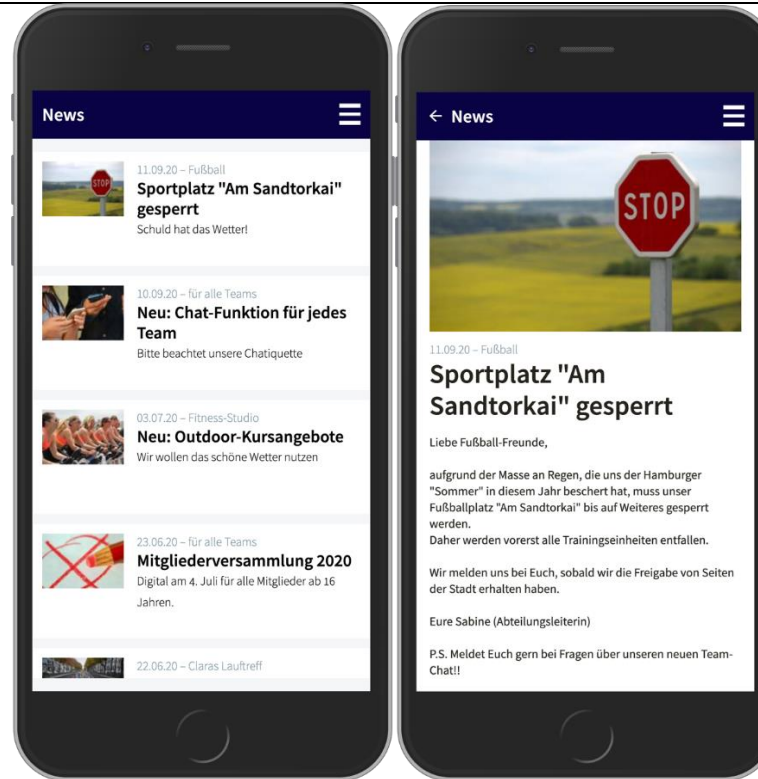 News
STOP
11.09.20 – Fußball
Sportplatz "Am Sandtorkai"
gesperrt
Schuld hat das Wetter!
10.09.20 – für alle Teams
Neu: Chat-Funktion für jedes
Team
Bitte beachtet unsere Chatiquette
03.07.20 – Fitness-Studio
Neu: Outdoor-Kursangebote
Wir wollen das schöne Wetter nutzen
23.06.20 – für alle Teams
Mitgliederversammlung 2020
Digital am 4. Juli für alle Mitglieder ab 16
Jahren.
22.06.20 – Claras Lauftreff
← News
STOP
11.09.20 – Fußball
Sportplatz "Am
Sandtorkai" gesperrt
Liebe Fußball-Freunde,
aufgrund der Masse an Regen, die uns der Hamburger
"Sommer" in diesem Jahr beschert hat, muss unser
Fußballplatz "Am Sandtorkai" bis auf Weiteres gesperrt
werden.
Daher werden vorerst alle Trainingseinheiten entfallen.
Wir melden uns bei Euch, sobald wir die Freigabe von Seiten
der Stadt erhalten haben.
Eure Sabine (Abteilungsleiterin)
P.S. Meldet Euch gern bei Fragen über unseren neuen Team-
Chat!!